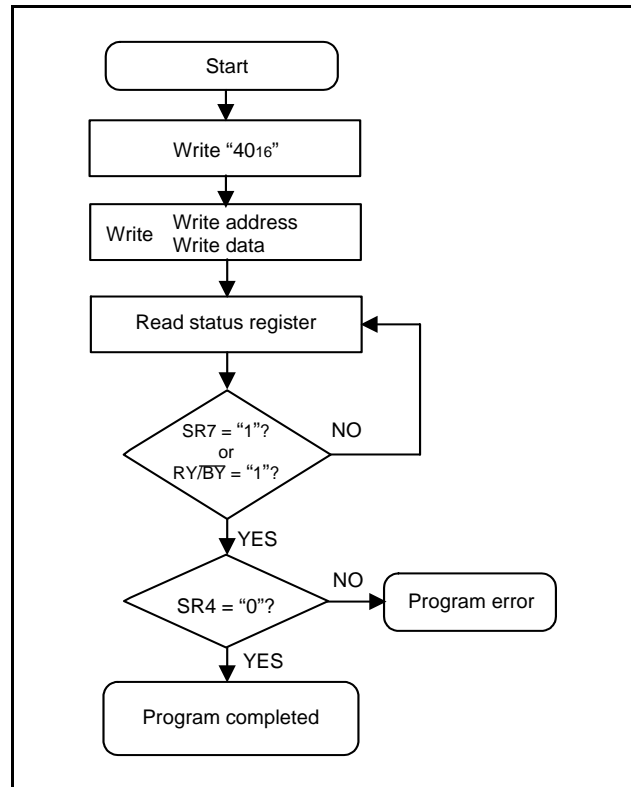 Start
Write “4016”
Write Write address
Write data
Read status register
SR7 = “1”?
or
RY/B̅Y̅ = “1”?
NO
YES
SR4 = “0”?
NO
Program error
YES
Program completed